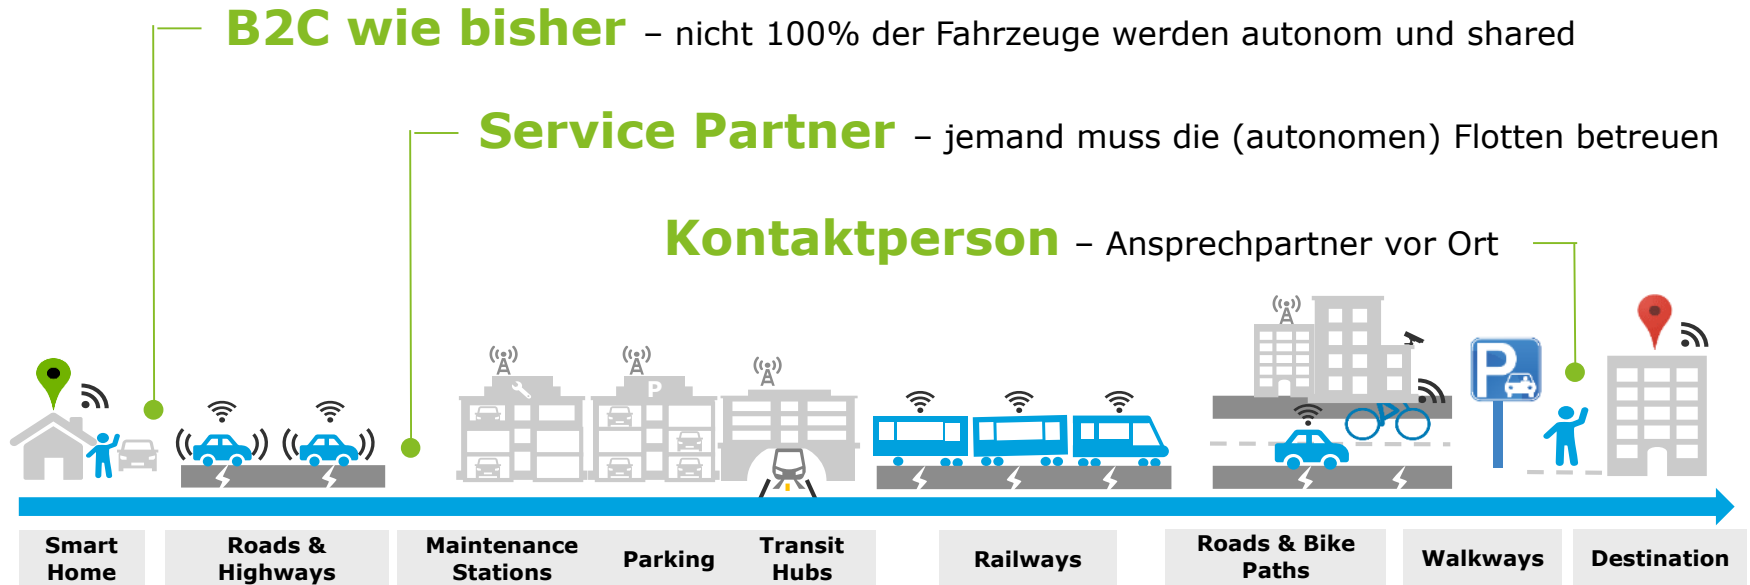 B2C wie bisher – nicht 100% der Fahrzeuge werden autonom und shared
Service Partner – jemand muss die (autonomen) Flotten betreuen
Kontaktperson – Ansprechpartner vor Ort
P
P
Smart
Home
Roads &
Highways
Maintenance
Stations
Parking
Transit
Hubs
Railways
Roads & Bike
Paths
Walkways
Destination